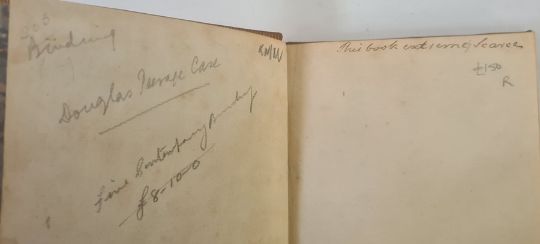 Binding
Douglas Peerage Case
Fine Contemporary Binding
£8-10-0
This book extremely Scarce
£150
R